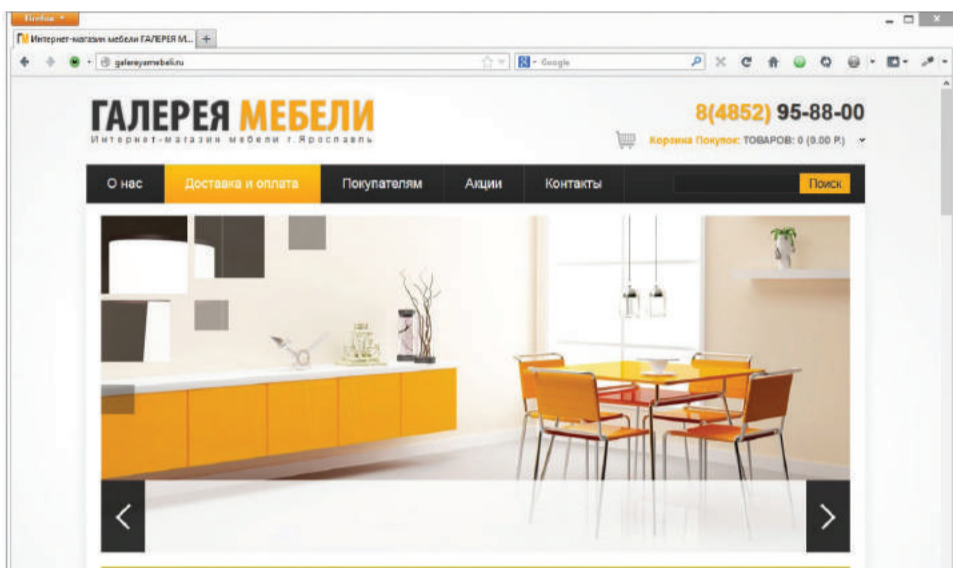 Firefox
Интернет-магазин мебели ГАЛЕРЕЯ М...
galereyamebeli.ru
Google
ГАЛЕРЕЯ МЕБЕЛИ
Интернет-магазин мебели г.Ярославль
8(4852) 95-88-00
Корзина Покупок: ТОВАРОВ: 0 (0.00 Р.)
О нас Доставка и оплата Покупателям Акции Контакты Поиск